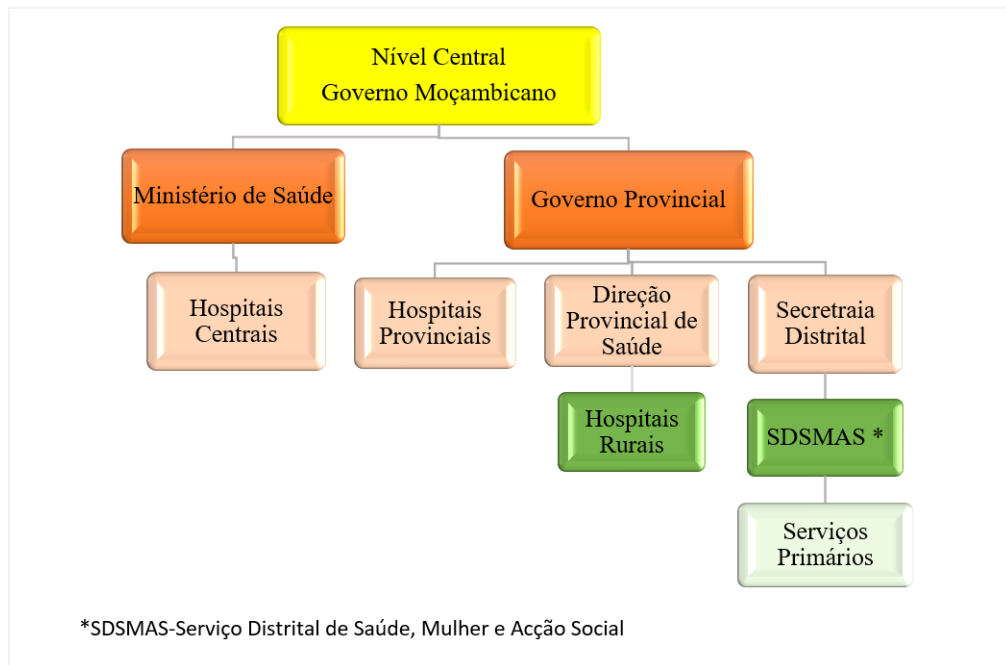 Nível Central
Governo Moçambicano
Ministério de Saúde
Governo Provincial
Hospitais
Centrais
Hospitais
Provinciais
Direção
Provincial de
Saúde
Secretraia
Distrital
Hospitais
Rurais
SDSMAS *
Serviços
Primários
*SDSMAS-Serviço Distrital de Saúde, Mulher e Acção Social